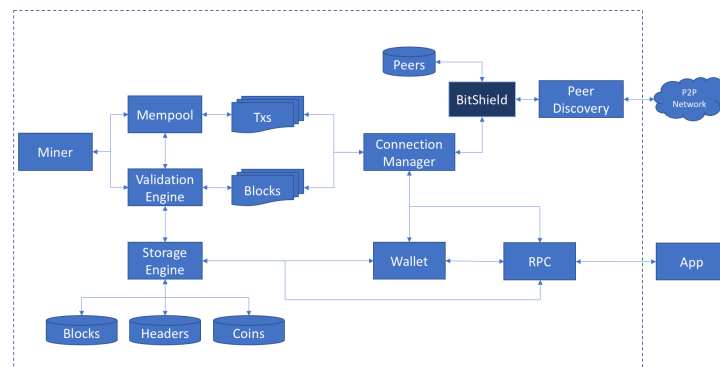 Peers
BitShield
Peer
Discovery
P2P
Network
Mempool
Txs
Miner
Connection
Manager
Validation
Engine
Blocks
Storage
Engine
Wallet
RPC
App
Blocks
Headers
Coins